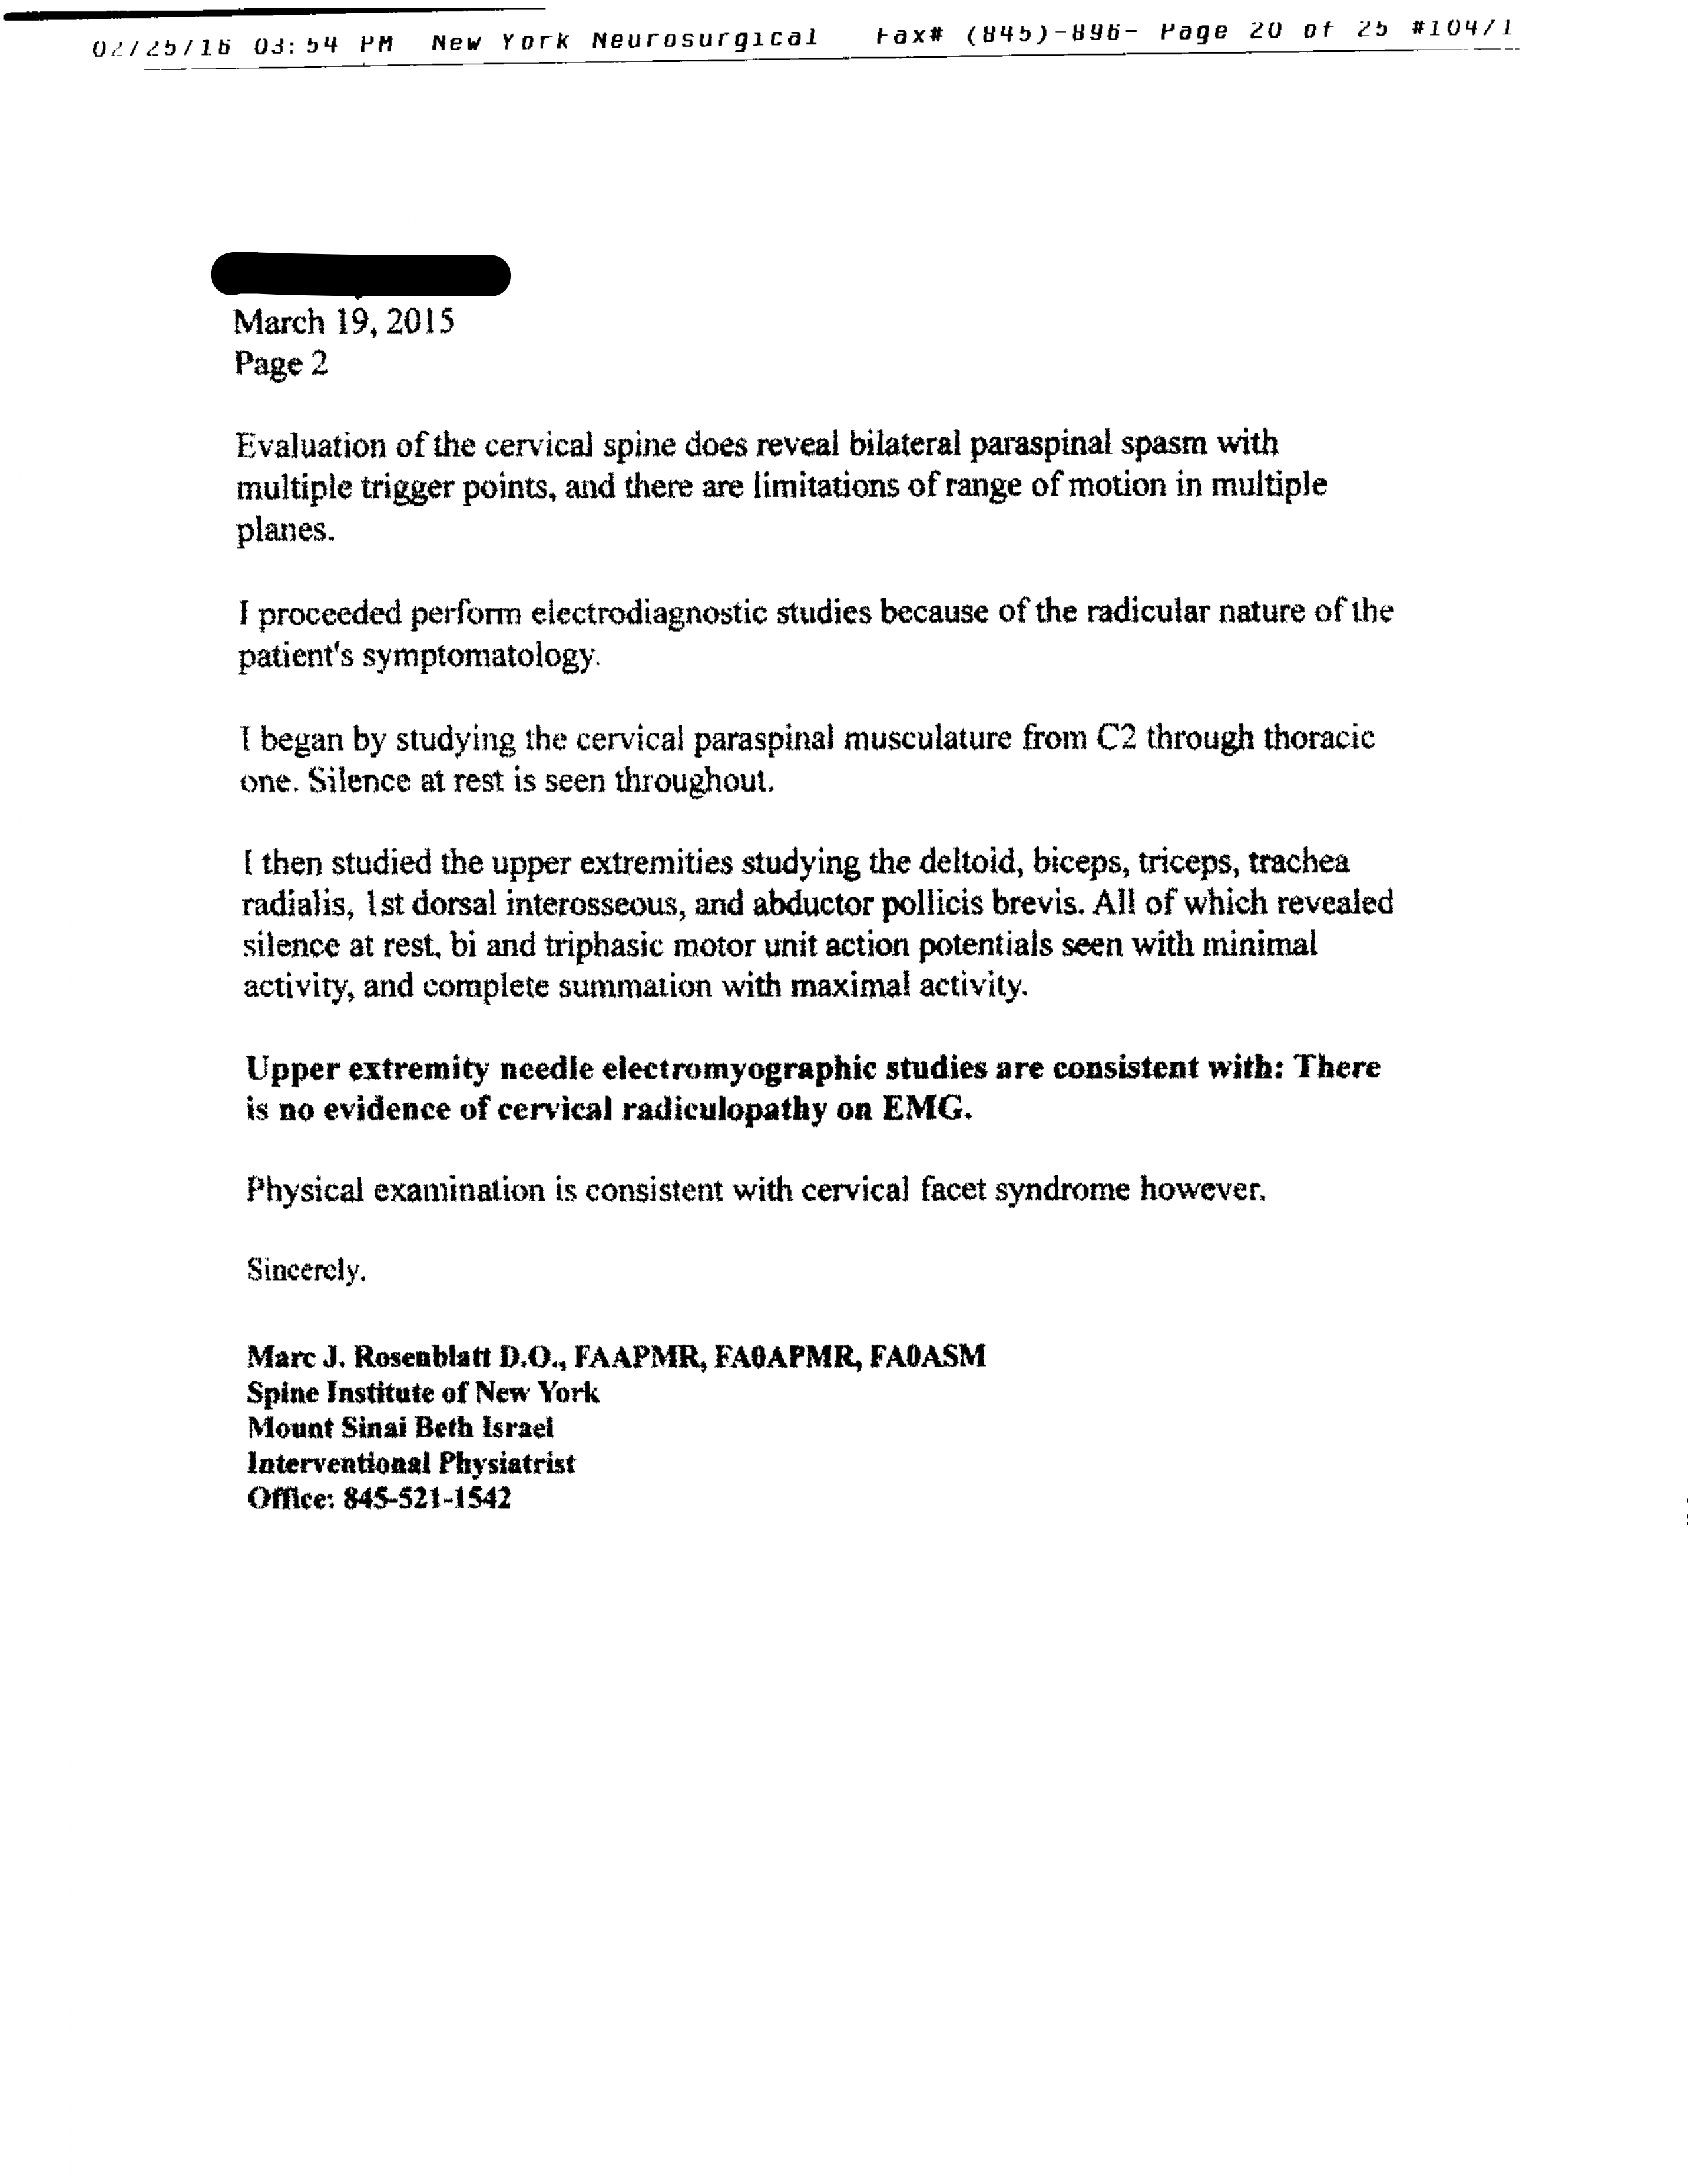 02/25/16 03:54 PM New York Neurosurgical Fax# (845)-896- Page 20 of 25 #104/1
March 19, 2015
Page 2
Evaluation of the cervical spine does reveal bilateral paraspinal spasm with
multiple trigger points, and there are limitations of range of motion in multiple
planes.
I proceeded perform electrodiagnostic studies because of the radicular nature of the
patient's symptomatology.
I began by studying the cervical paraspinal musculature from C2 through thoracic
one. Silence at rest is seen throughout.
I then studied the upper extremities studying the deltoid, biceps, triceps, trachea
radialis, 1st dorsal interosseous, and abductor pollicis brevis. All of which revealed
silence at rest, bi and triphasic motor unit action potentials seen with minimal
activity, and complete summation with maximal activity.
Upper extremity needle electromyographic studies are consistent with: There
is no evidence of cervical radiculopathy on EMG.
Physical examination is consistent with cervical facet syndrome however.
Sincerely,
Marc J. Rosenblatt D.O., FAAPMR, FA0APMR, FA0ASM
Spine Institute of New York
Mount Sinai Beth Israel
Interventional Physiatrist
Office: 845-521-1542